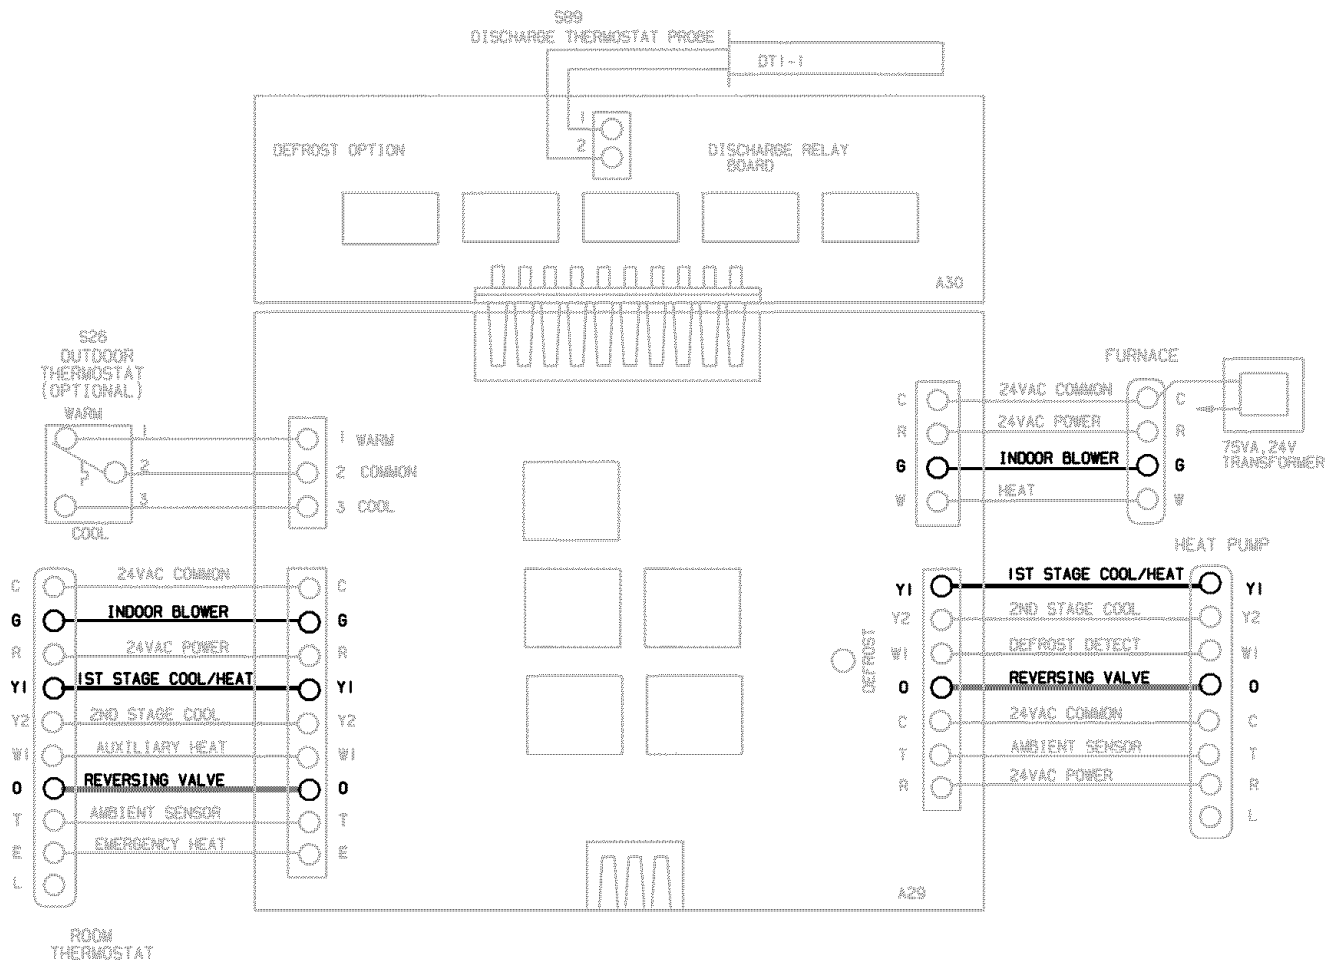 S89
DISCHARGE THERMOSTAT PROBE
DT1-1
1
2
DEFROST OPTION
DISCHARGE RELAY
BOARD
A30
S26
OUTDOOR
THERMOSTAT
(OPTIONAL)
WARM
1
2
3
COOL
1 WARM
2 COMMON
3 COOL
FURNACE
C 24VAC COMMON C
R 24VAC POWER R
G INDOOR BLOWER G
W HEAT W
75VA,24V
TRANSFORMER
HEAT PUMP
Y1 1ST STAGE COOL/HEAT Y1
Y2 2ND STAGE COOL Y2
W1 DEFROST DETECT W1
O REVERSING VALVE O
C 24VAC COMMON C
T AMBIENT SENSOR T
R 24VAC POWER R
L
DEFROST
C 24VAC COMMON C
G INDOOR BLOWER G
R 24VAC POWER R
Y1 1ST STAGE COOL/HEAT Y1
Y2 2ND STAGE COOL Y2
W1 AUXILIARY HEAT W1
O REVERSING VALVE O
T AMBIENT SENSOR T
E EMERGENCY HEAT E
L
A29
ROOM
THERMOSTAT